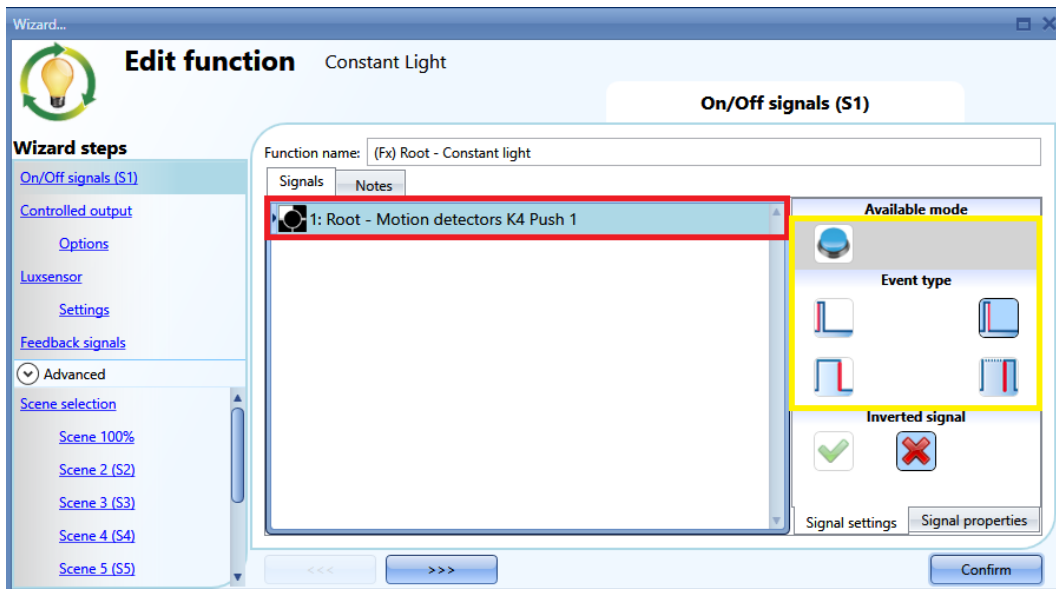 Wizard...
Edit function Constant Light
On/Off signals (S1)
Wizard steps
On/Off signals (S1)
Controlled output
Options
Luxsensor
Settings
Feedback signals
Advanced
Scene selection
Scene 100%
Scene 2 (S2)
Scene 3 (S3)
Scene 4 (S4)
Scene 5 (S5)
Function name: (Fx) Root - Constant light
Signals Notes
1: Root - Motion detectors K4 Push 1
Available mode
Event type
Inverted signal
Signal settings Signal properties
<<< >>> Confirm